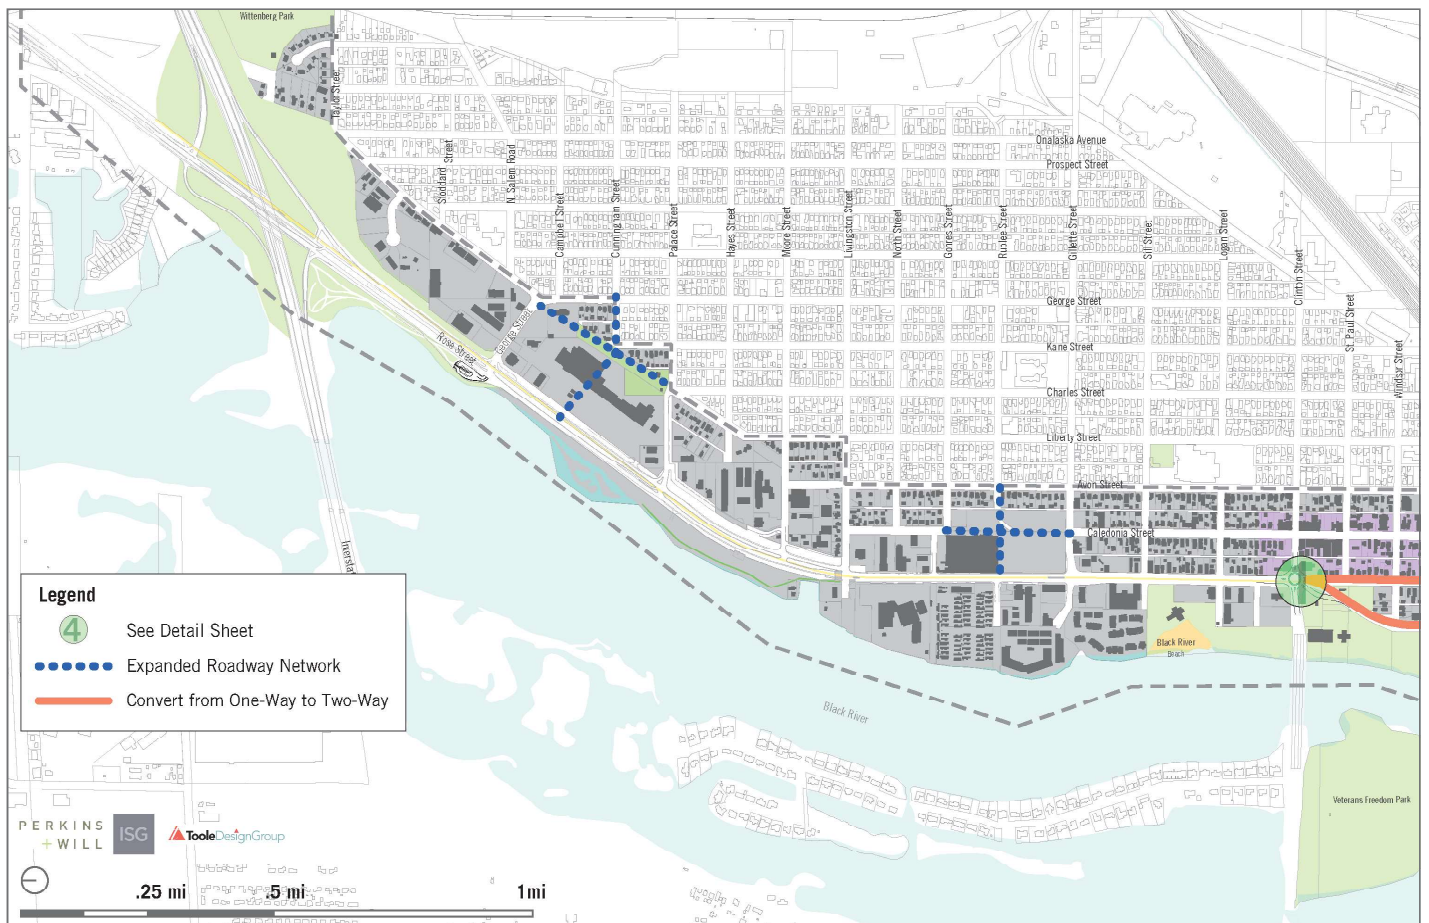 Wittenberg Park
Taylor Street
Stoddard Street
N. Salem Road
Campbell Street
Cunningham Street
Palace Street
Hayes Street
Moore Street
Livingston Street
North Street
Gohres Street
Rublee Street
Gillette Street
Sill Street
Logan Street
Clinton Street
St. Paul Street
Windsor Street
Onalaska Avenue
Prospect Street
George Street
Kane Street
Charles Street
Liberty Street
Avon Street
Caledonia Street
George Street
Rose Street
Black River
Beach
Black River
Veterans Freedom Park
Legend
4 See Detail Sheet
Expanded Roadway Network
Convert from One-Way to Two-Way
PERKINS
+ WILL
ISG
TooleDesignGroup
.25 mi .5 mi 1mi